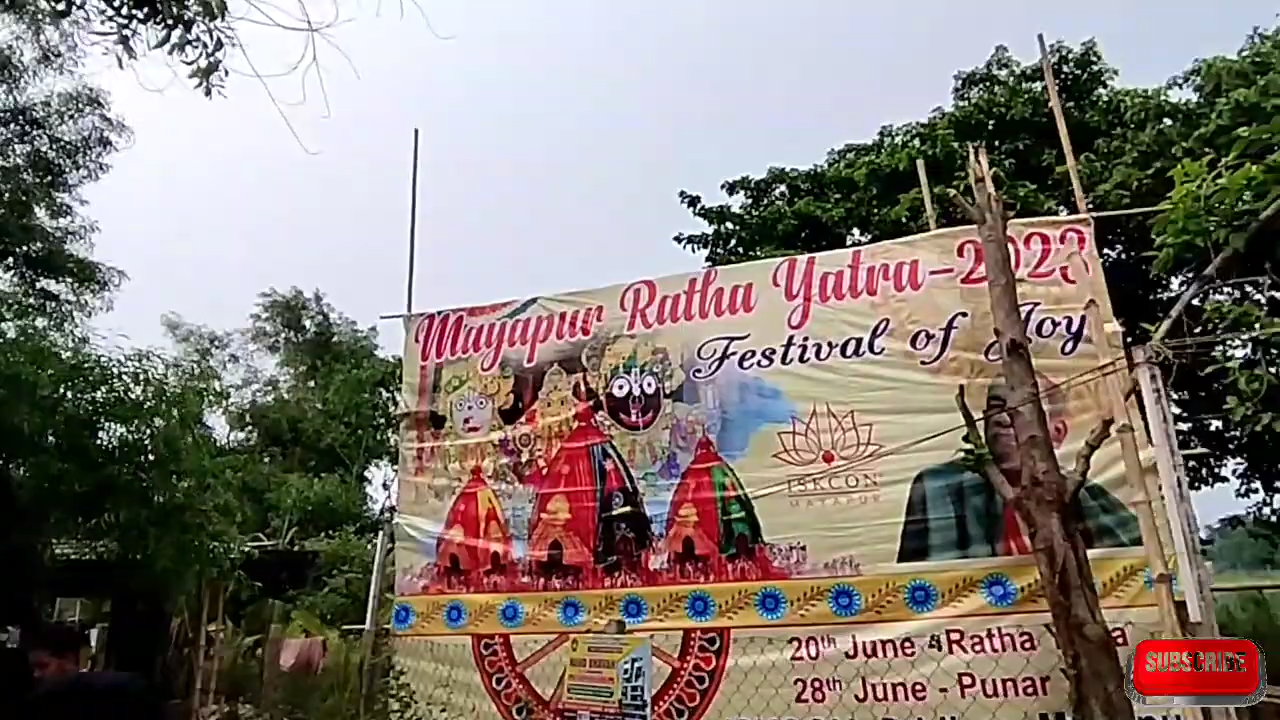 Mayapur Ratha Yatra-2023
Festival of Joy
ISKCON
MAYAPUR
20th June - Ratha
28th June - Punar
SUBSCRIBE